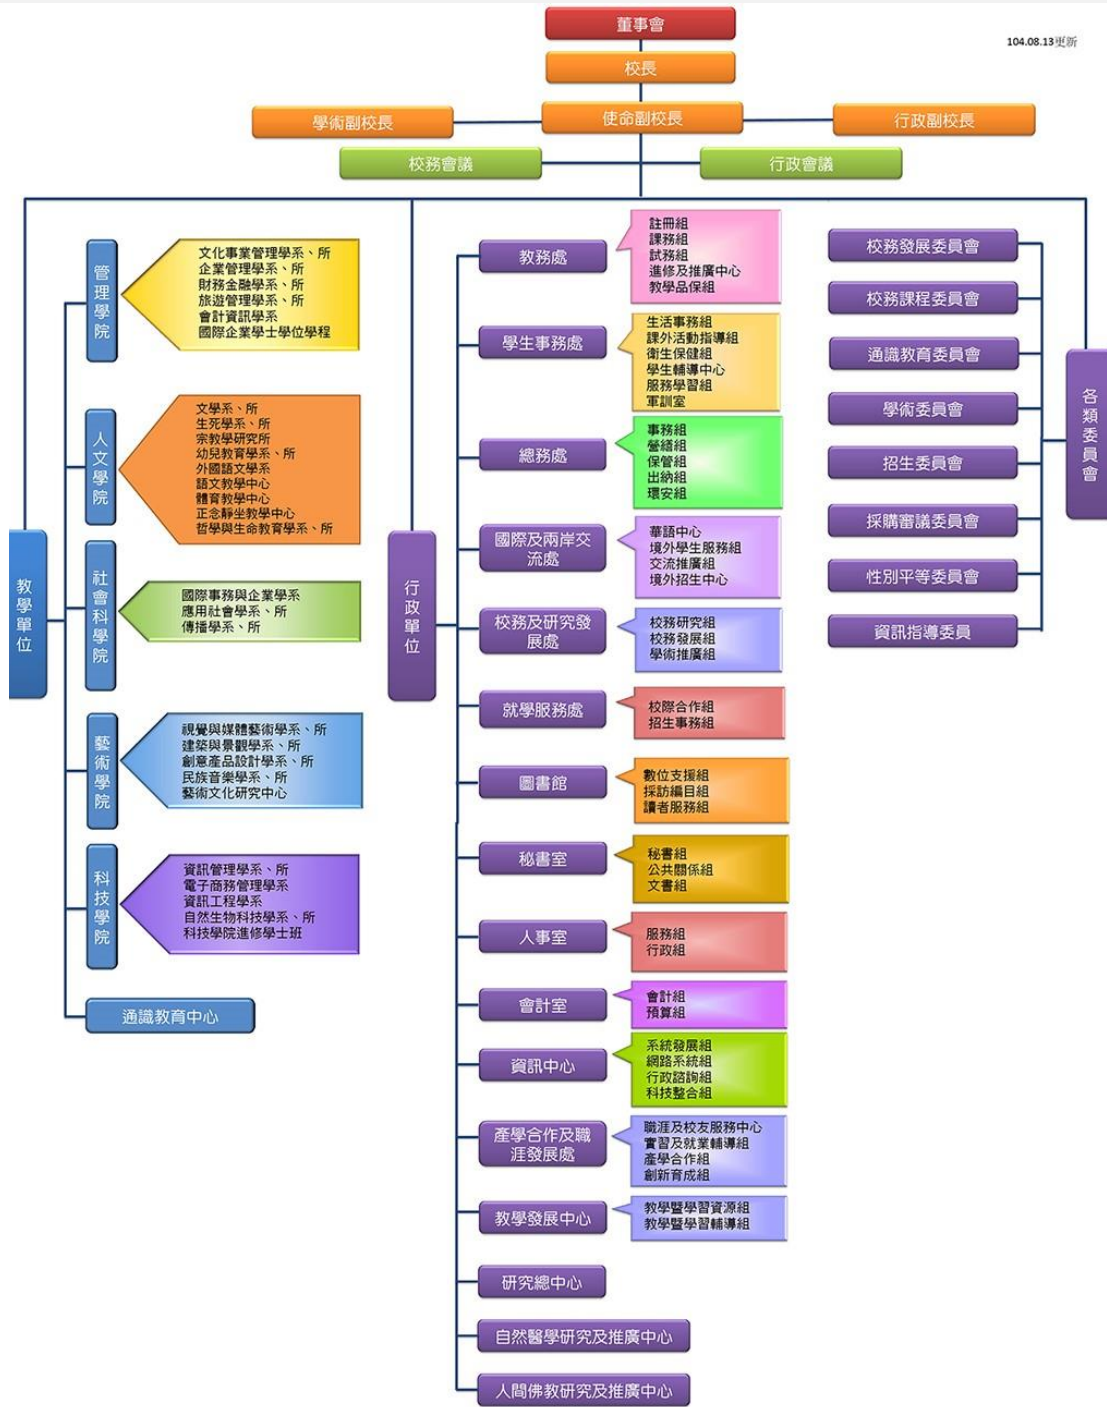 董事會
104.08.13更新
校長
學術副校長
使命副校長
行政副校長
校務會議
行政會議
教學單位
管理學院
文化事業管理學系、所
企業管理學系、所
財務金融學系、所
旅遊管理學系、所
會計資訊學系
國際企業學士學位學程
人文學院
文學系、所
生死學系、所
宗教學研究所
幼兒教育學系、所
外國語文學系
語文教學中心
體育教學中心
正念靜坐教學中心
哲學與生命教育學系、所
社會科學院
國際事務與企業學系
應用社會學系、所
傳播學系、所
藝術學院
視覺與媒體藝術學系、所
建築與景觀學系、所
創意產品設計學系、所
民族音樂學系、所
藝術文化研究中心
科技學院
資訊管理學系、所
電子商務管理學系
資訊工程學系
自然生物科技學系、所
科技學院進修學士班
通識教育中心
行政單位
教務處
註冊組
課務組
試務組
進修及推廣中心
教學品保組
學生事務處
生活事務組
課外活動指導組
衛生保健組
學生輔導中心
服務學習組
軍訓室
總務處
事務組
營繕組
保管組
出納組
環安組
國際及兩岸交
流處
華語中心
境外學生服務組
交流推廣組
境外招生中心
校務及研究發
展處
校務研究組
校務發展組
學術推廣組
就學服務處
校際合作組
招生事務組
圖書館
數位支援組
採訪編目組
讀者服務組
秘書室
秘書組
公共關係組
文書組
人事室
服務組
行政組
會計室
會計組
預算組
資訊中心
系統發展組
網路系統組
行政諮詢組
科技整合組
產學合作及職
涯發展處
職涯及校友服務中心
實習及就業輔導組
產學合作組
創新育成組
教學發展中心
教學暨學習資源組
教學暨學習輔導組
研究總中心
自然醫學研究及推廣中心
人間佛教研究及推廣中心
各類委員會
校務發展委員會
校務課程委員會
通識教育委員會
學術委員會
招生委員會
採購審議委員會
性別平等委員會
資訊指導委員